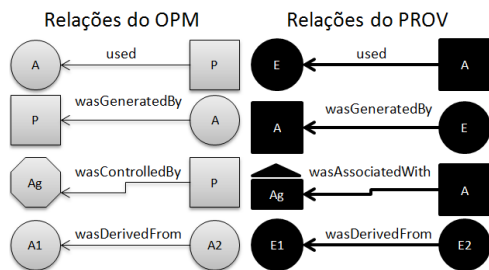 Relações do OPM
Relações do PROV
A used P
E used A
P wasGeneratedBy A
A wasGeneratedBy E
Ag wasControlledBy P
Ag wasAssociatedWith A
A1 wasDerivedFrom A2
E1 wasDerivedFrom E2